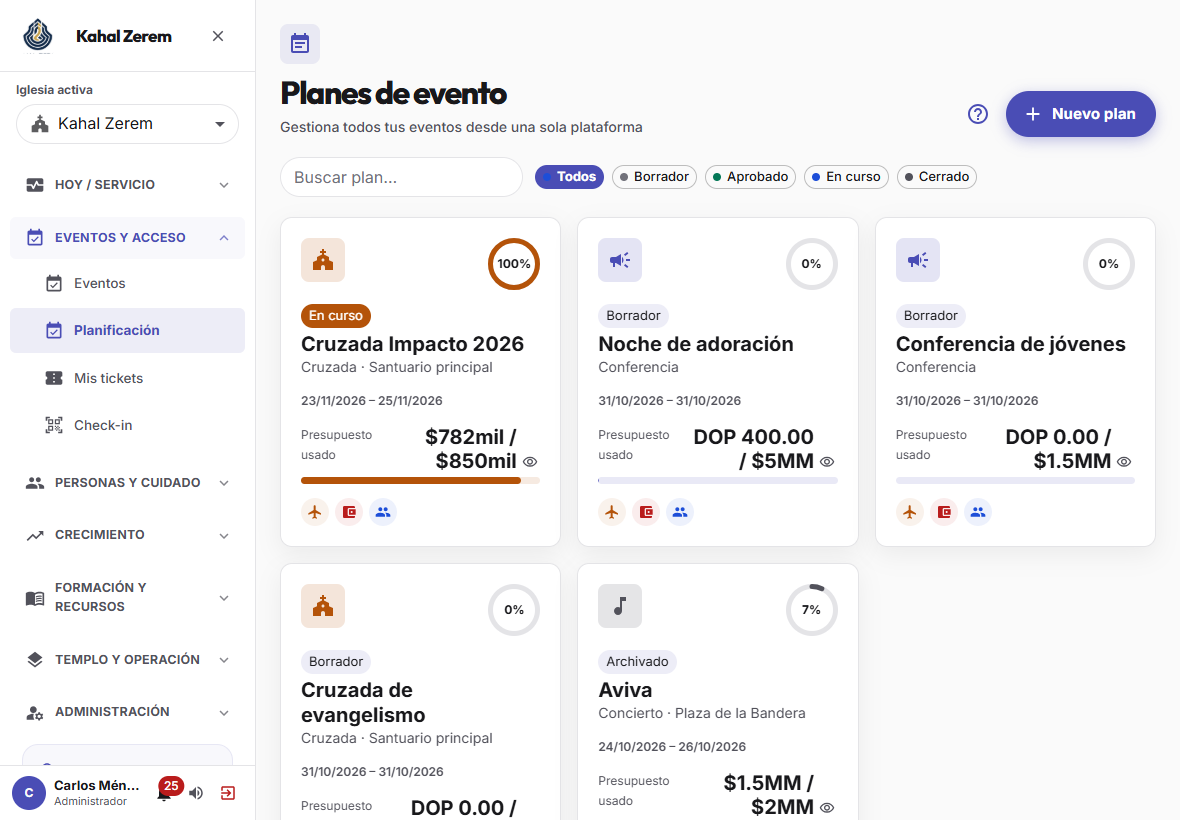 Kahal Zerem
Iglesia activa
Kahal Zerem
HOY / SERVICIO
EVENTOS Y ACCESO
Eventos
Planificación
Mis tickets
Check-in
PERSONAS Y CUIDADO
CRECIMIENTO
FORMACIÓN Y
RECURSOS
TEMPLO Y OPERACIÓN
ADMINISTRACIÓN
C
Carlos Mén...
Administrador
25
Planes de evento
Gestiona todos tus eventos desde una sola plataforma
Nuevo plan
Buscar plan...
Todos
Borrador
Aprobado
En curso
Cerrado
100%
En curso
Cruzada Impacto 2026
Cruzada · Santuario principal
23/11/2026 – 25/11/2026
Presupuesto
usado
$782mil /
$850mil
0%
Borrador
Noche de adoración
Conferencia
31/10/2026 – 31/10/2026
Presupuesto
usado
DOP 400.00
/ $5MM
0%
Borrador
Conferencia de jóvenes
Conferencia
31/10/2026 – 31/10/2026
Presupuesto
usado
DOP 0.00 /
$1.5MM
0%
Borrador
Cruzada de
evangelismo
Cruzada · Santuario principal
31/10/2026 – 31/10/2026
Presupuesto
DOP 0.00 /
7%
Archivado
Aviva
Concierto · Plaza de la Bandera
24/10/2026 – 26/10/2026
Presupuesto
usado
$1.5MM /
$2MM